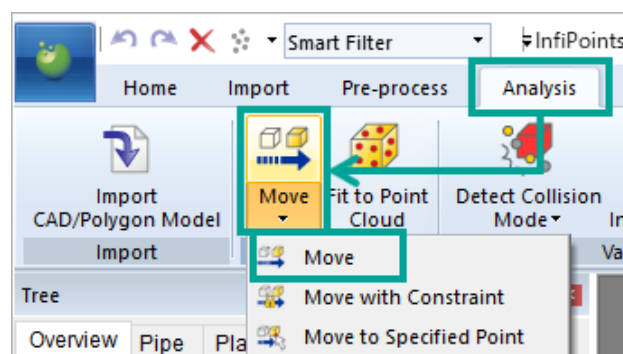 Smart Filter
InfiPoints
Home Import Pre-process Analysis
Import
CAD/Polygon Model
Move
Fit to Point
Cloud
Detect Collision
Mode
Import
Move
Tree
Move with Constraint
Overview Pipe
Move to Specified Point